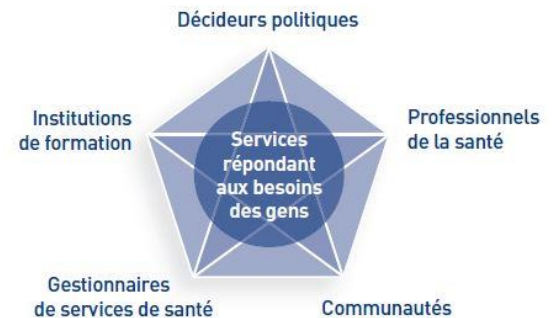 Décideurs politiques
Institutions
de formation
Professionnels
de la santé
Services
répondant
aux besoins
des gens
Gestionnaires
de services de santé
Communautés